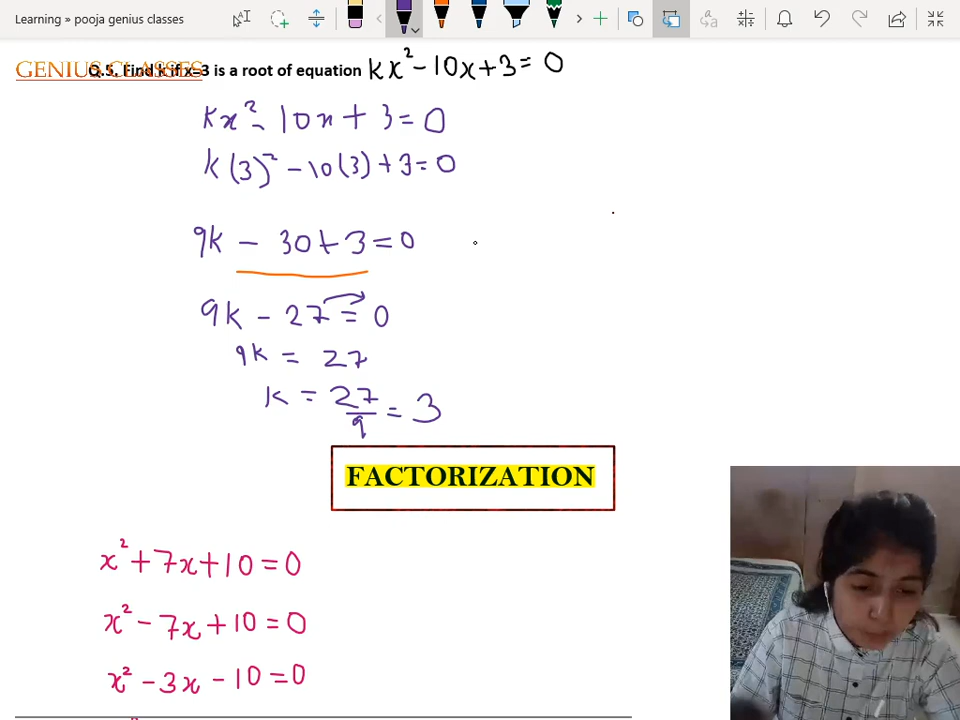 Learning » pooja genius classes
GENIUS CLASSES
Q.5. Find k if x=3 is a root of equation kx² - 10x + 3 = 0
kx² - 10x + 3 = 0
k(3)² - 10(3) + 3 = 0
9k - 30 + 3 = 0
9k - 27 = 0
9k = 27
k = 27/9 = 3
FACTORIZATION
x² + 7x + 10 = 0
x² - 7x + 10 = 0
x² - 3x - 10 = 0